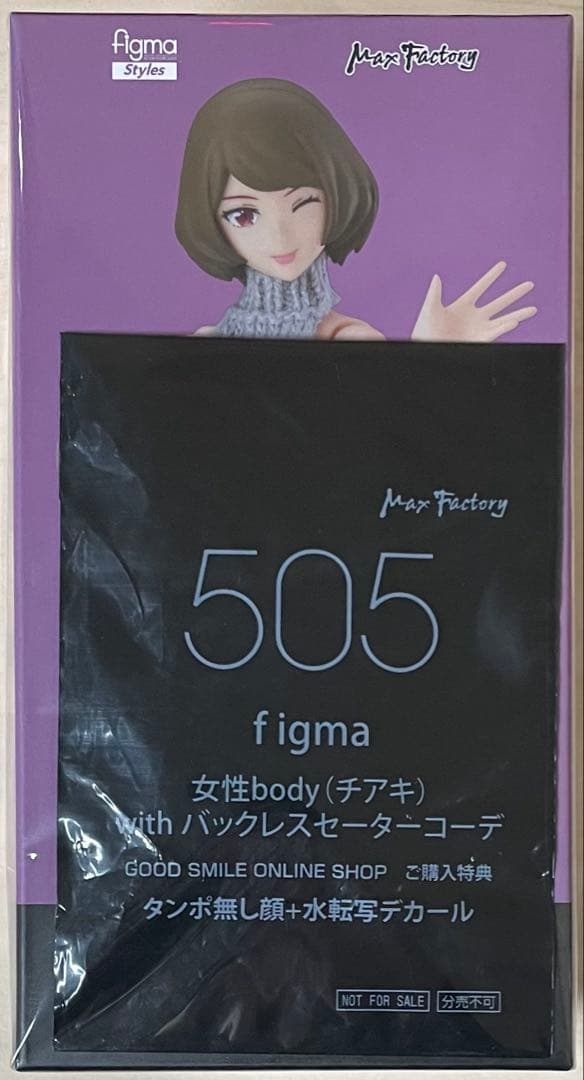 figma
Styles
Max Factory
Max Factory
505
figma
女性body(チアキ)
with バックレスセーターコーデ
GOOD SMILE ONLINE SHOP ご購入特典
タンポ無し顔+水転写デカール
NOT FOR SALE 分売不可